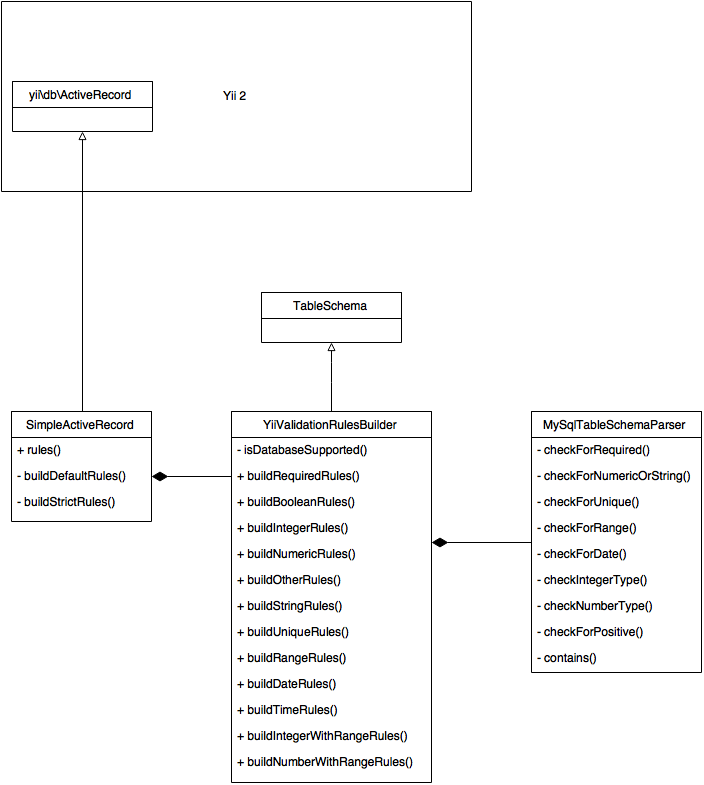 yii\db\ActiveRecord
Yii 2
TableSchema
SimpleActiveRecord
+ rules()
- buildDefaultRules()
- buildStrictRules()
YiiValidationRulesBuilder
- isDatabaseSupported()
+ buildRequiredRules()
+ buildBooleanRules()
+ buildIntegerRules()
+ buildNumericRules()
+ buildOtherRules()
+ buildStringRules()
+ buildUniqueRules()
+ buildRangeRules()
+ buildDateRules()
+ buildTimeRules()
+ buildIntegerWithRangeRules()
+ buildNumberWithRangeRules()
MySqlTableSchemaParser
- checkForRequired()
- checkForNumericOrString()
- checkForUnique()
- checkForRange()
- checkForDate()
- checkIntegerType()
- checkNumberType()
- checkForPositive()
- contains()